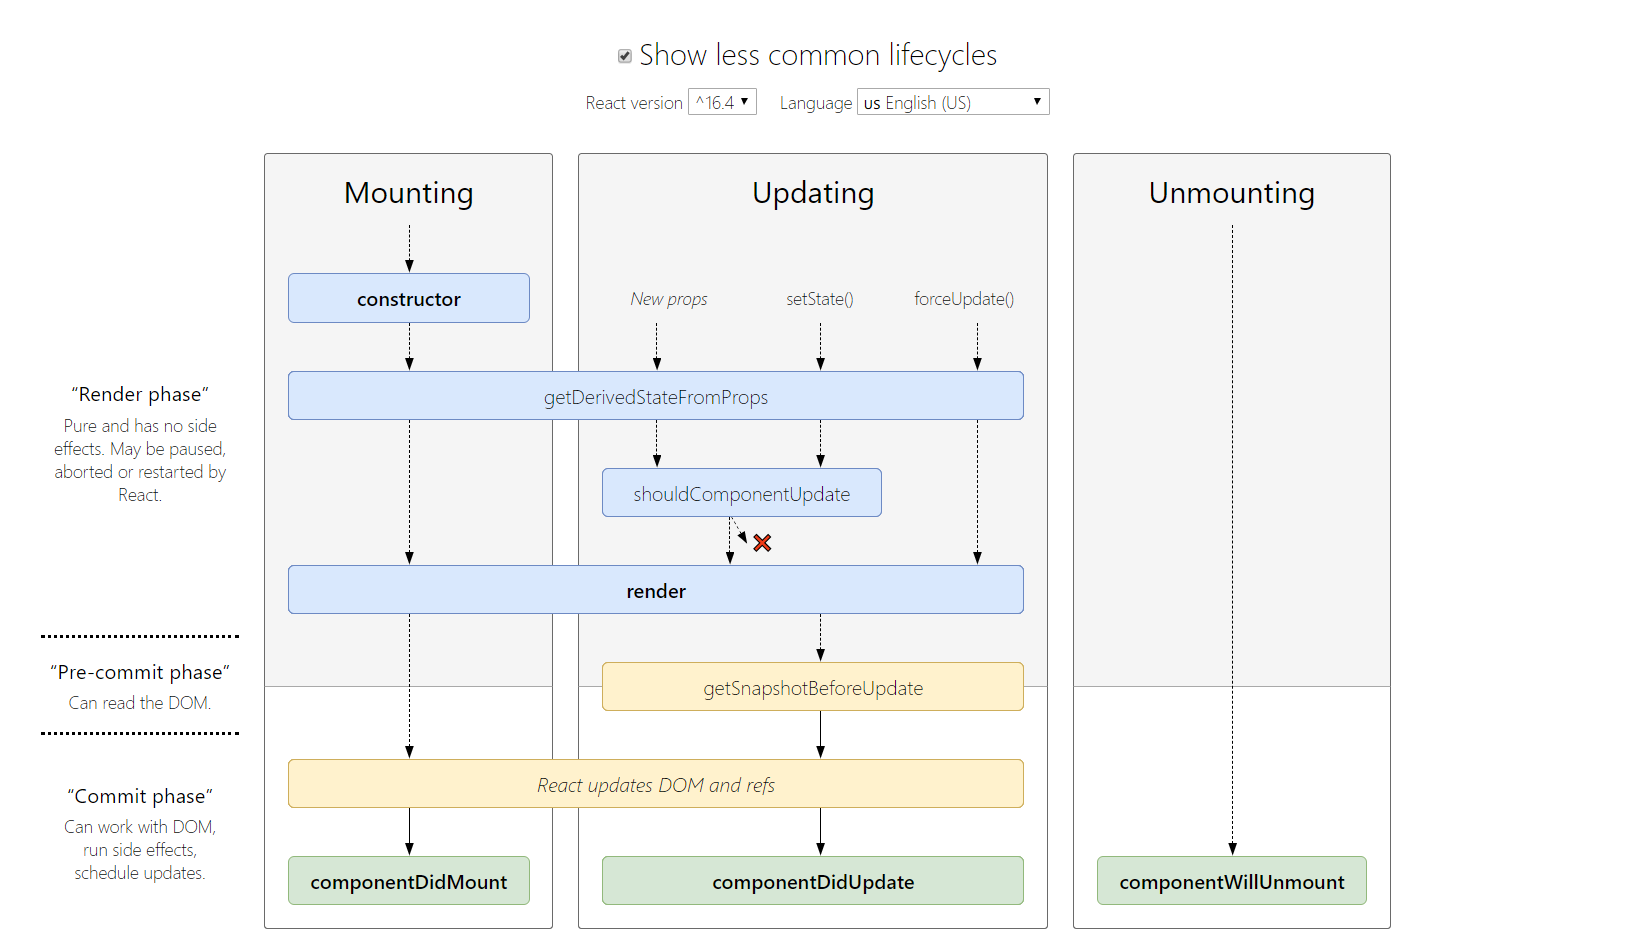 Show less common lifecycles
React version ^16.4 Language us English (US)
Mounting
Updating
Unmounting
constructor
New props
setState()
forceUpdate()
“Render phase”
Pure and has no side
effects. May be paused,
aborted or restarted by
React.
getDerivedStateFromProps
shouldComponentUpdate
render
“Pre-commit phase”
Can read the DOM.
getSnapshotBeforeUpdate
React updates DOM and refs
“Commit phase”
Can work with DOM,
run side effects,
schedule updates.
componentDidMount
componentDidUpdate
componentWillUnmount